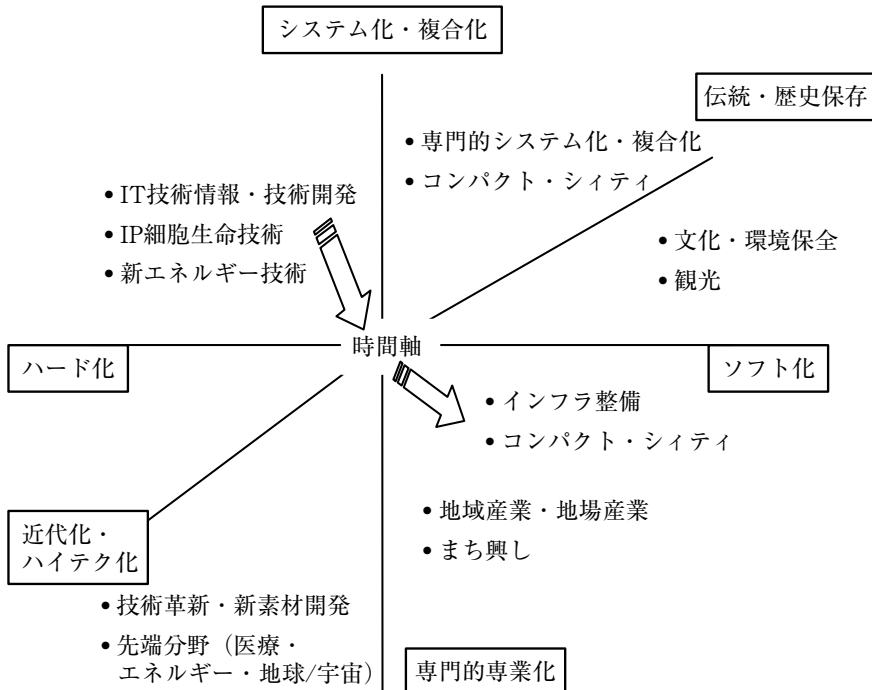 システム化・複合化
伝統・歴史保存
• 専門的システム化・複合化
• コンパクト・シィティ
• IT技術情報・技術開発
• IP細胞生命技術
• 新エネルギー技術
• 文化・環境保全
• 観光
ハード化
時間軸
ソフト化
• インフラ整備
• コンパクト・シィティ
• 地域産業・地場産業
• まち興し
近代化・
ハイテク化
• 技術革新・新素材開発
• 先端分野（医療・
エネルギー・地球/宇宙）
専門的専業化